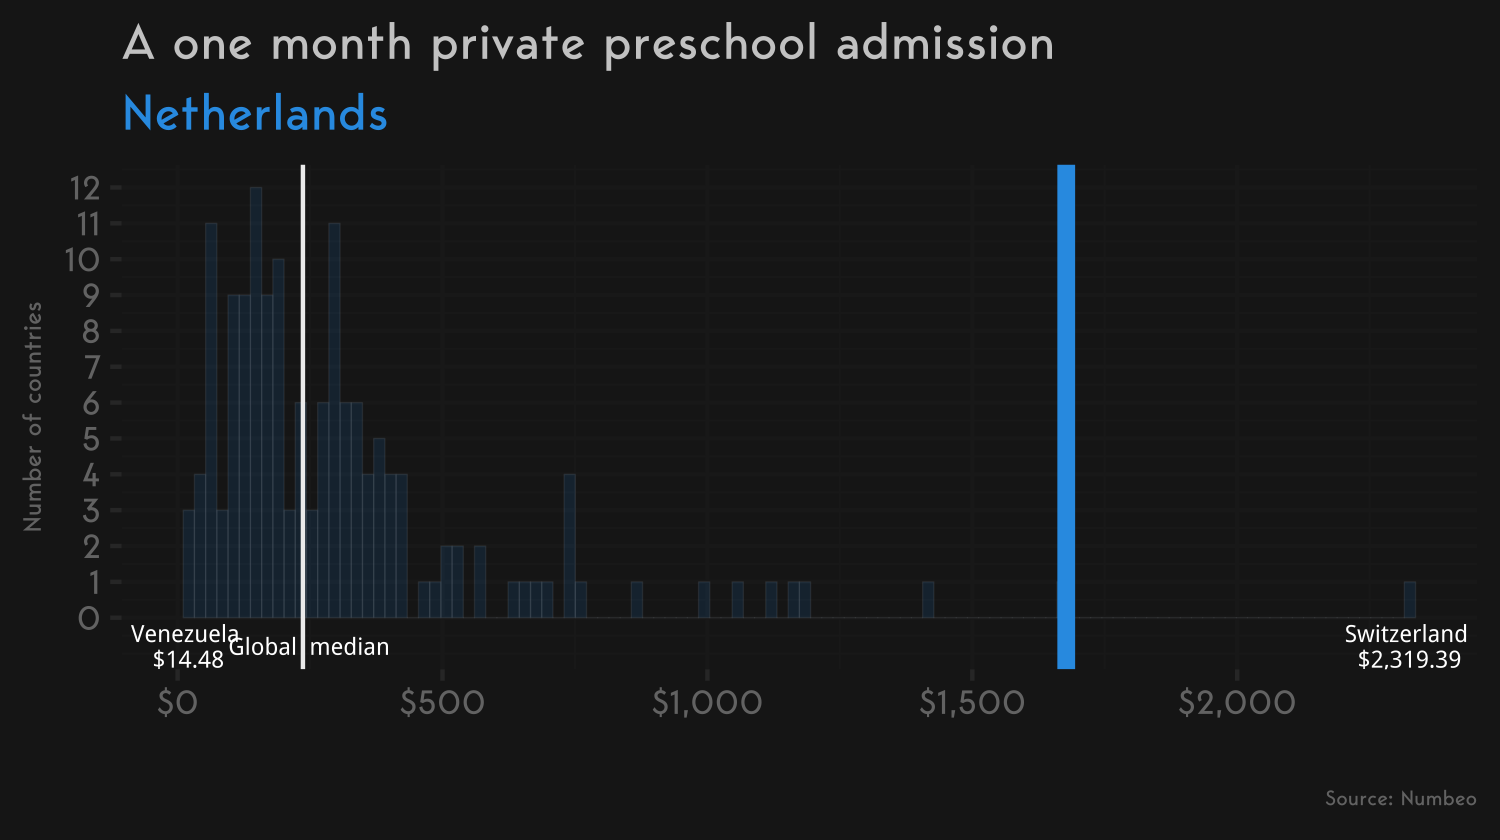 A one month private preschool admission
Netherlands
Number of countries
12
11
10
9
8
7
6
5
4
3
2
1
0
Venezuela
$14.48
Global median
Switzerland
$2,319.39
$0 $500 $1,000 $1,500 $2,000
Source: Numbeo